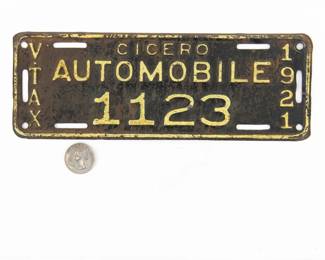 V-TAX
CICERO
AUTOMOBILE
1123
1921